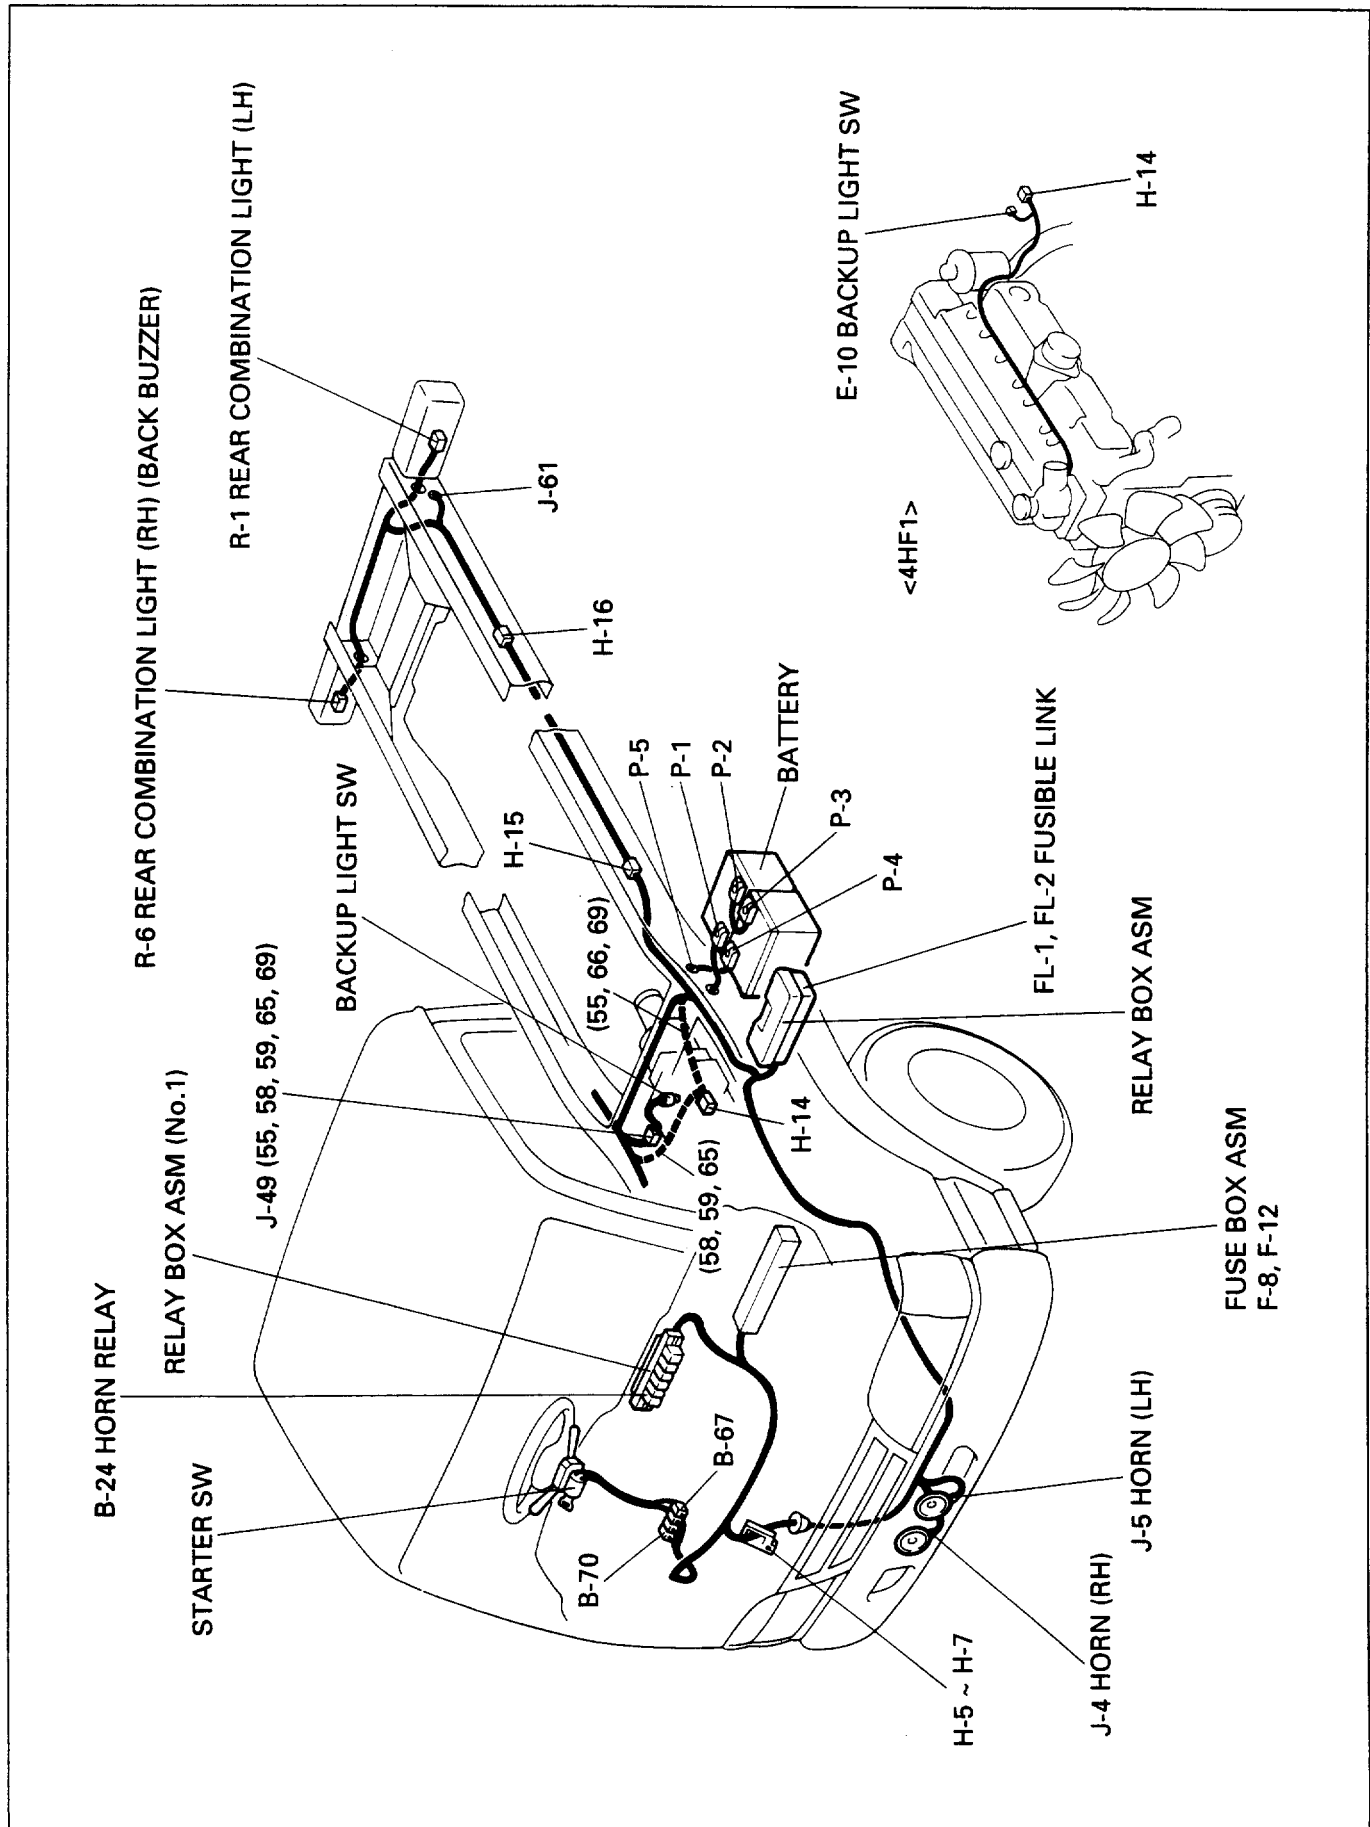 B-24 HORN RELAY
STARTER SW
RELAY BOX ASM (No.1)
J-49 (55, 58, 59, 65, 69)
BACKUP LIGHT SW
R-6 REAR COMBINATION LIGHT (RH) (BACK BUZZER)
R-1 REAR COMBINATION LIGHT (LH)
J-61
H-16
H-15
(55, 66, 69)
P-5
P-1
P-2
BATTERY
P-3
P-4
FL-1, FL-2 FUSIBLE LINK
RELAY BOX ASM
H-14
(58, 59, 65)
B-67
B-70
FUSE BOX ASM
F-8, F-12
H-5 ~ H-7
J-4 HORN (RH)
J-5 HORN (LH)
<4HF1>
E-10 BACKUP LIGHT SW
H-14